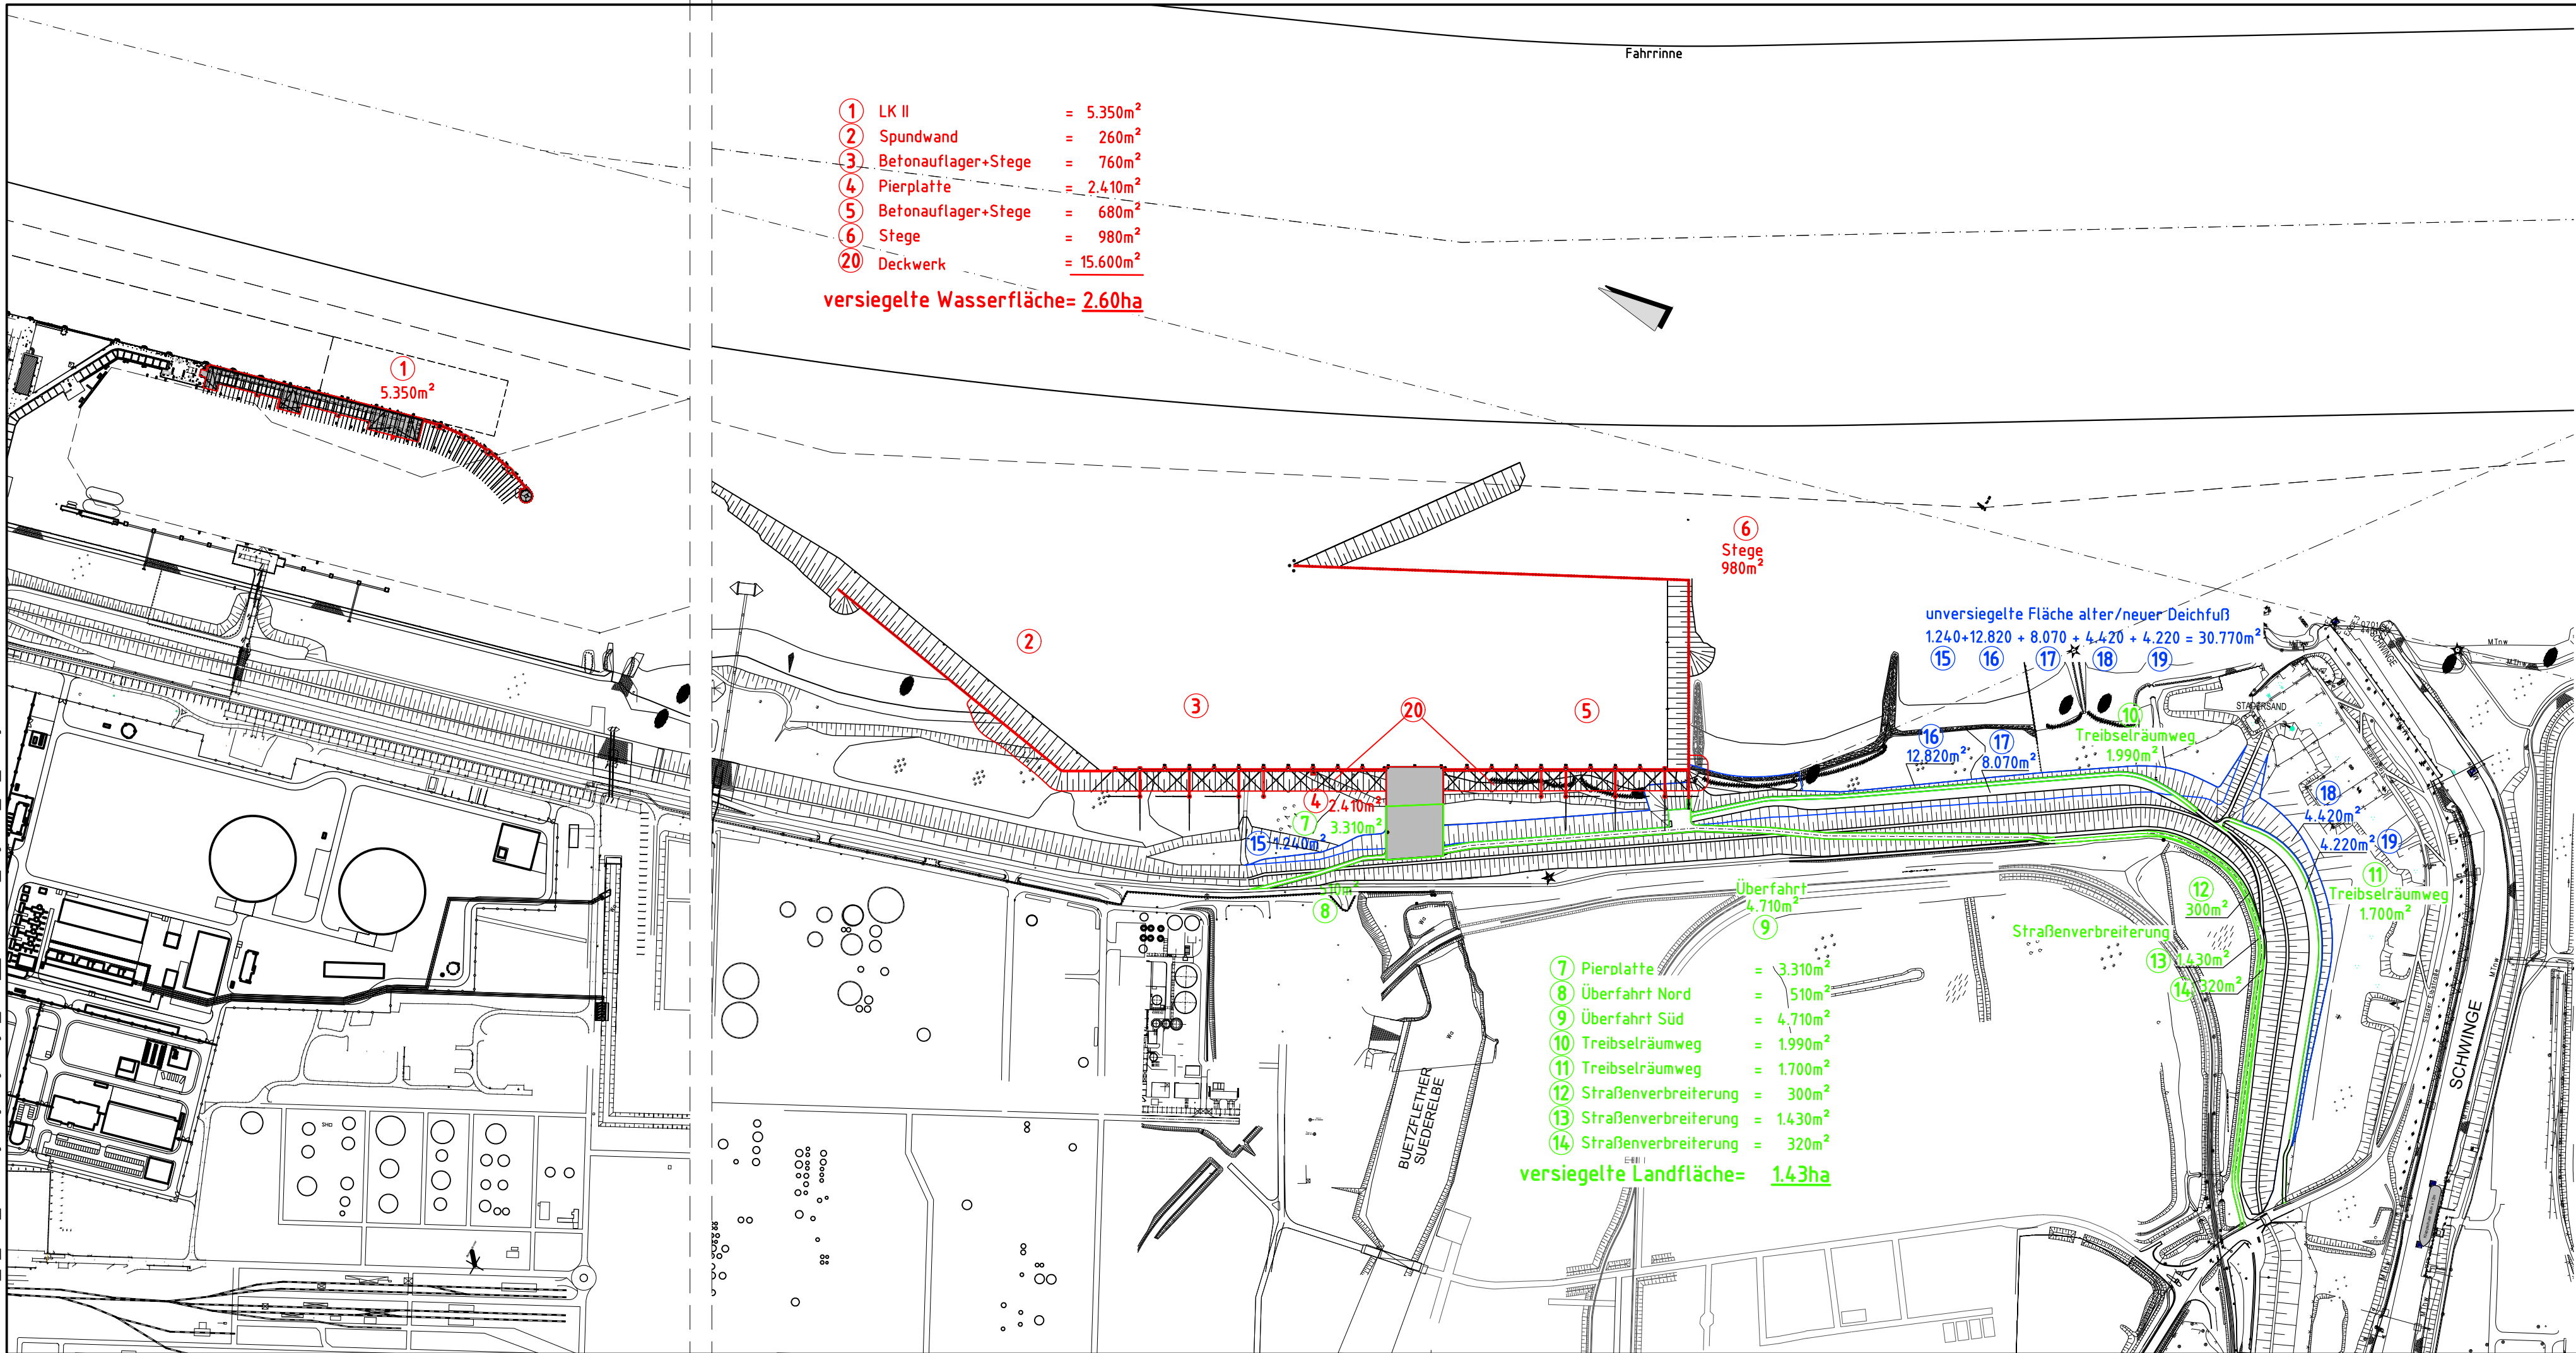 Fahrrinne
1 LK II = 5.350m²
2 Spundwand = 260m²
3 Betonauflager+Stege = 760m²
4 Pierplatte = 2.410m²
5 Betonauflager+Stege = 680m²
6 Stege = 980m²
20 Deckwerk = 15.600m²
versiegelte Wasserfläche= 2.60ha
1
5.350m²
6
Stege
980m²
2
3
20
5
unversiegelte Fläche alter/neuer Deichfuß
1.240+12.820 + 8.070 + 4.420 + 4.220 = 30.770m²
15 16 17 18 19
MTnw
MTnw
STADERSAND
10
Treibselräumweg
1.990m²
16
12.820m²
17
8.070m²
4 2.410m²
7 3.310m²
15 1.240m²
510m²
8
18
4.420m²
4.220m² 19
11
Treibselräumweg
1.700m²
Überfahrt
4.710m²
9
12
300m²
Straßenverbreiterung
13 1.430m²
14 320m²
7 Pierplatte = 3.310m²
8 Überfahrt Nord = 510m²
9 Überfahrt Süd = 4.710m²
10 Treibselräumweg = 1.990m²
11 Treibselräumweg = 1.700m²
12 Straßenverbreiterung = 300m²
13 Straßenverbreiterung = 1.430m²
14 Straßenverbreiterung = 320m²
versiegelte Landfläche= 1.43ha
BUETZFLETHER
SUEDERELBE
SCHWINGE
MTnw
MTnw